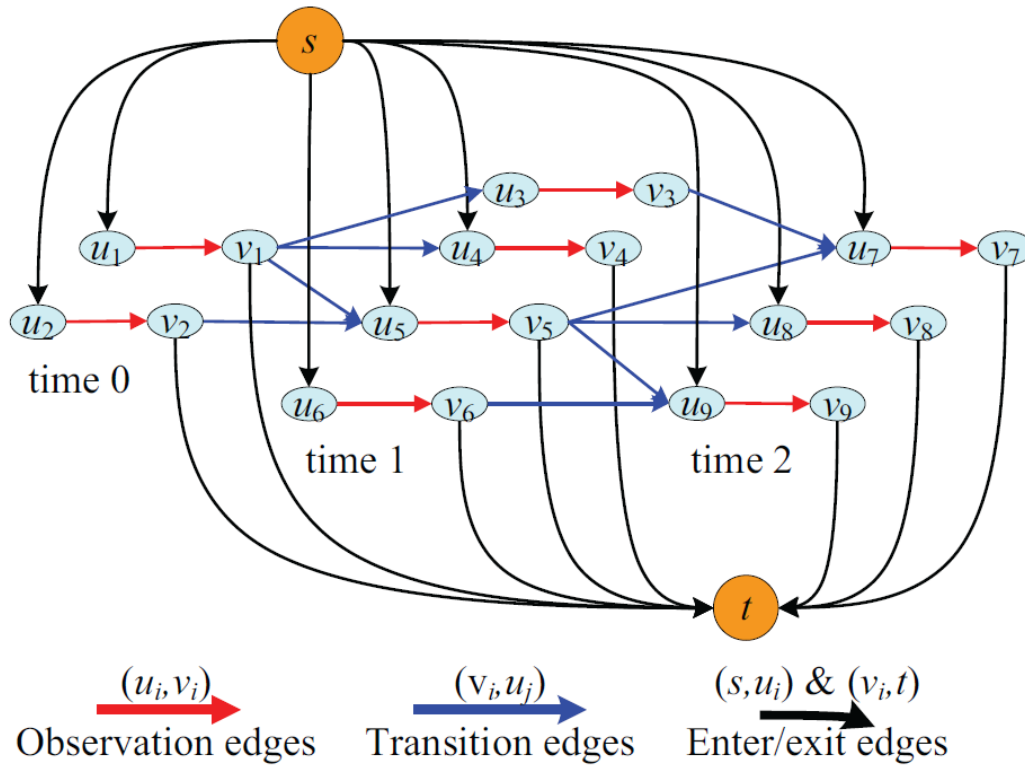 s
u3 v3
u1 v1 u4 v4 u7 v7
u2 v2 u5 v5 u8 v8
time 0
u6 v6 u9 v9
time 1 time 2
t
(ui,vi) (vi,uj) (s,ui) & (vi,t)
Observation edges Transition edges Enter/exit edges